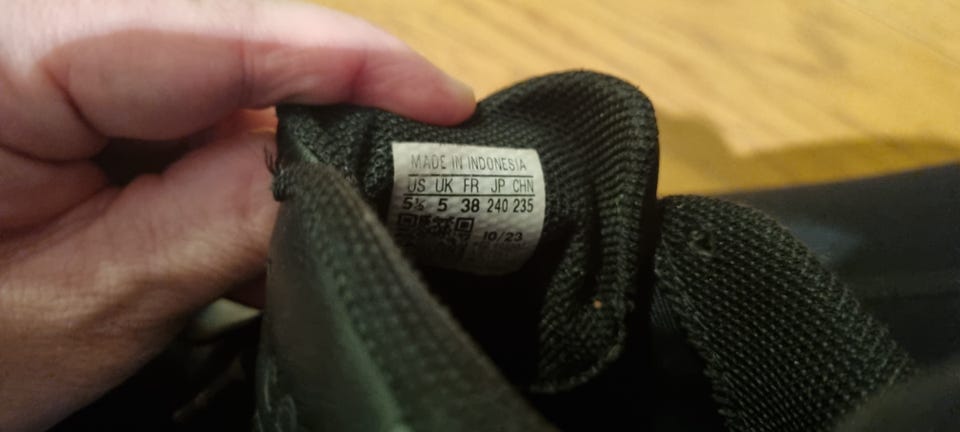 MADE IN INDONESIA
US UK FR JP CHN
5½ 5 38 240 235
10/23